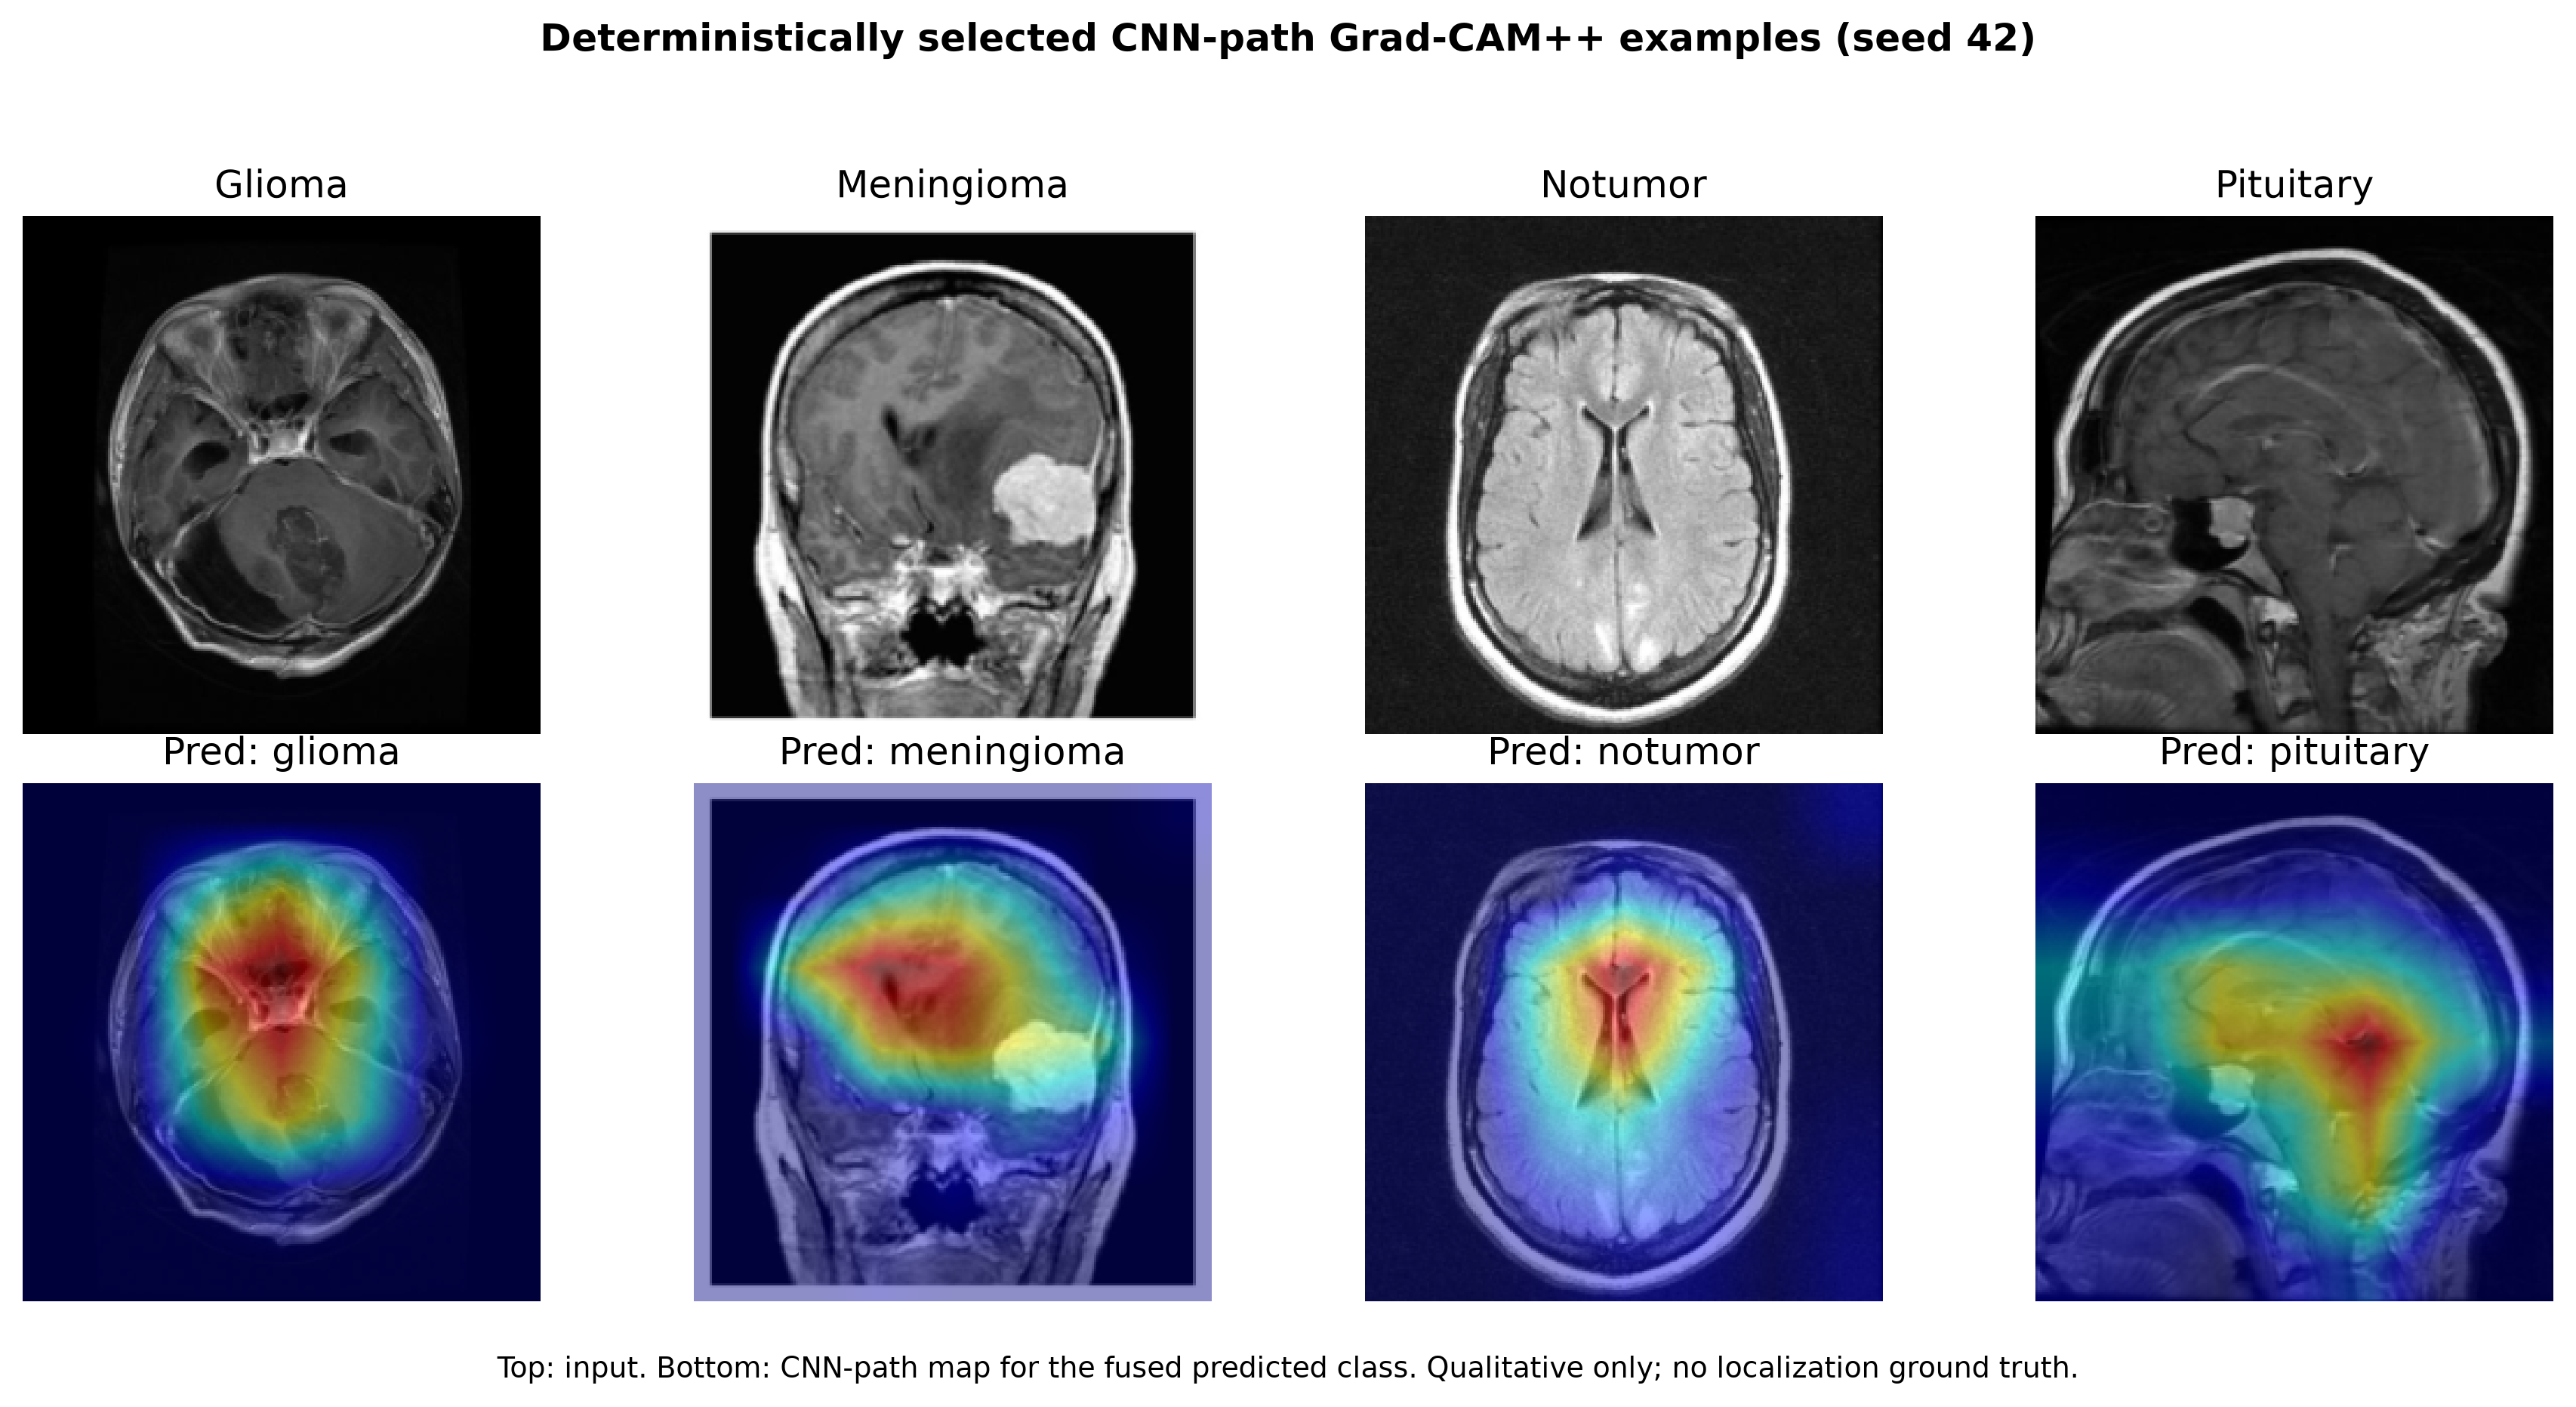 Deterministically selected CNN-path Grad-CAM++ examples (seed 42)
Glioma
Meningioma
Notumor
Pituitary
Pred: glioma
Pred: meningioma
Pred: notumor
Pred: pituitary
Top: input. Bottom: CNN-path map for the fused predicted class. Qualitative only; no localization ground truth.